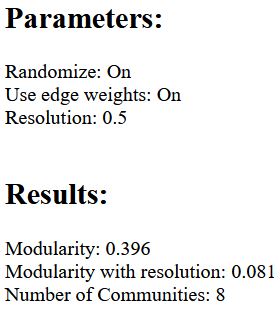 Parameters:
Randomize: On
Use edge weights: On
Resolution: 0.5
Results:
Modularity: 0.396
Modularity with resolution: 0.081
Number of Communities: 8